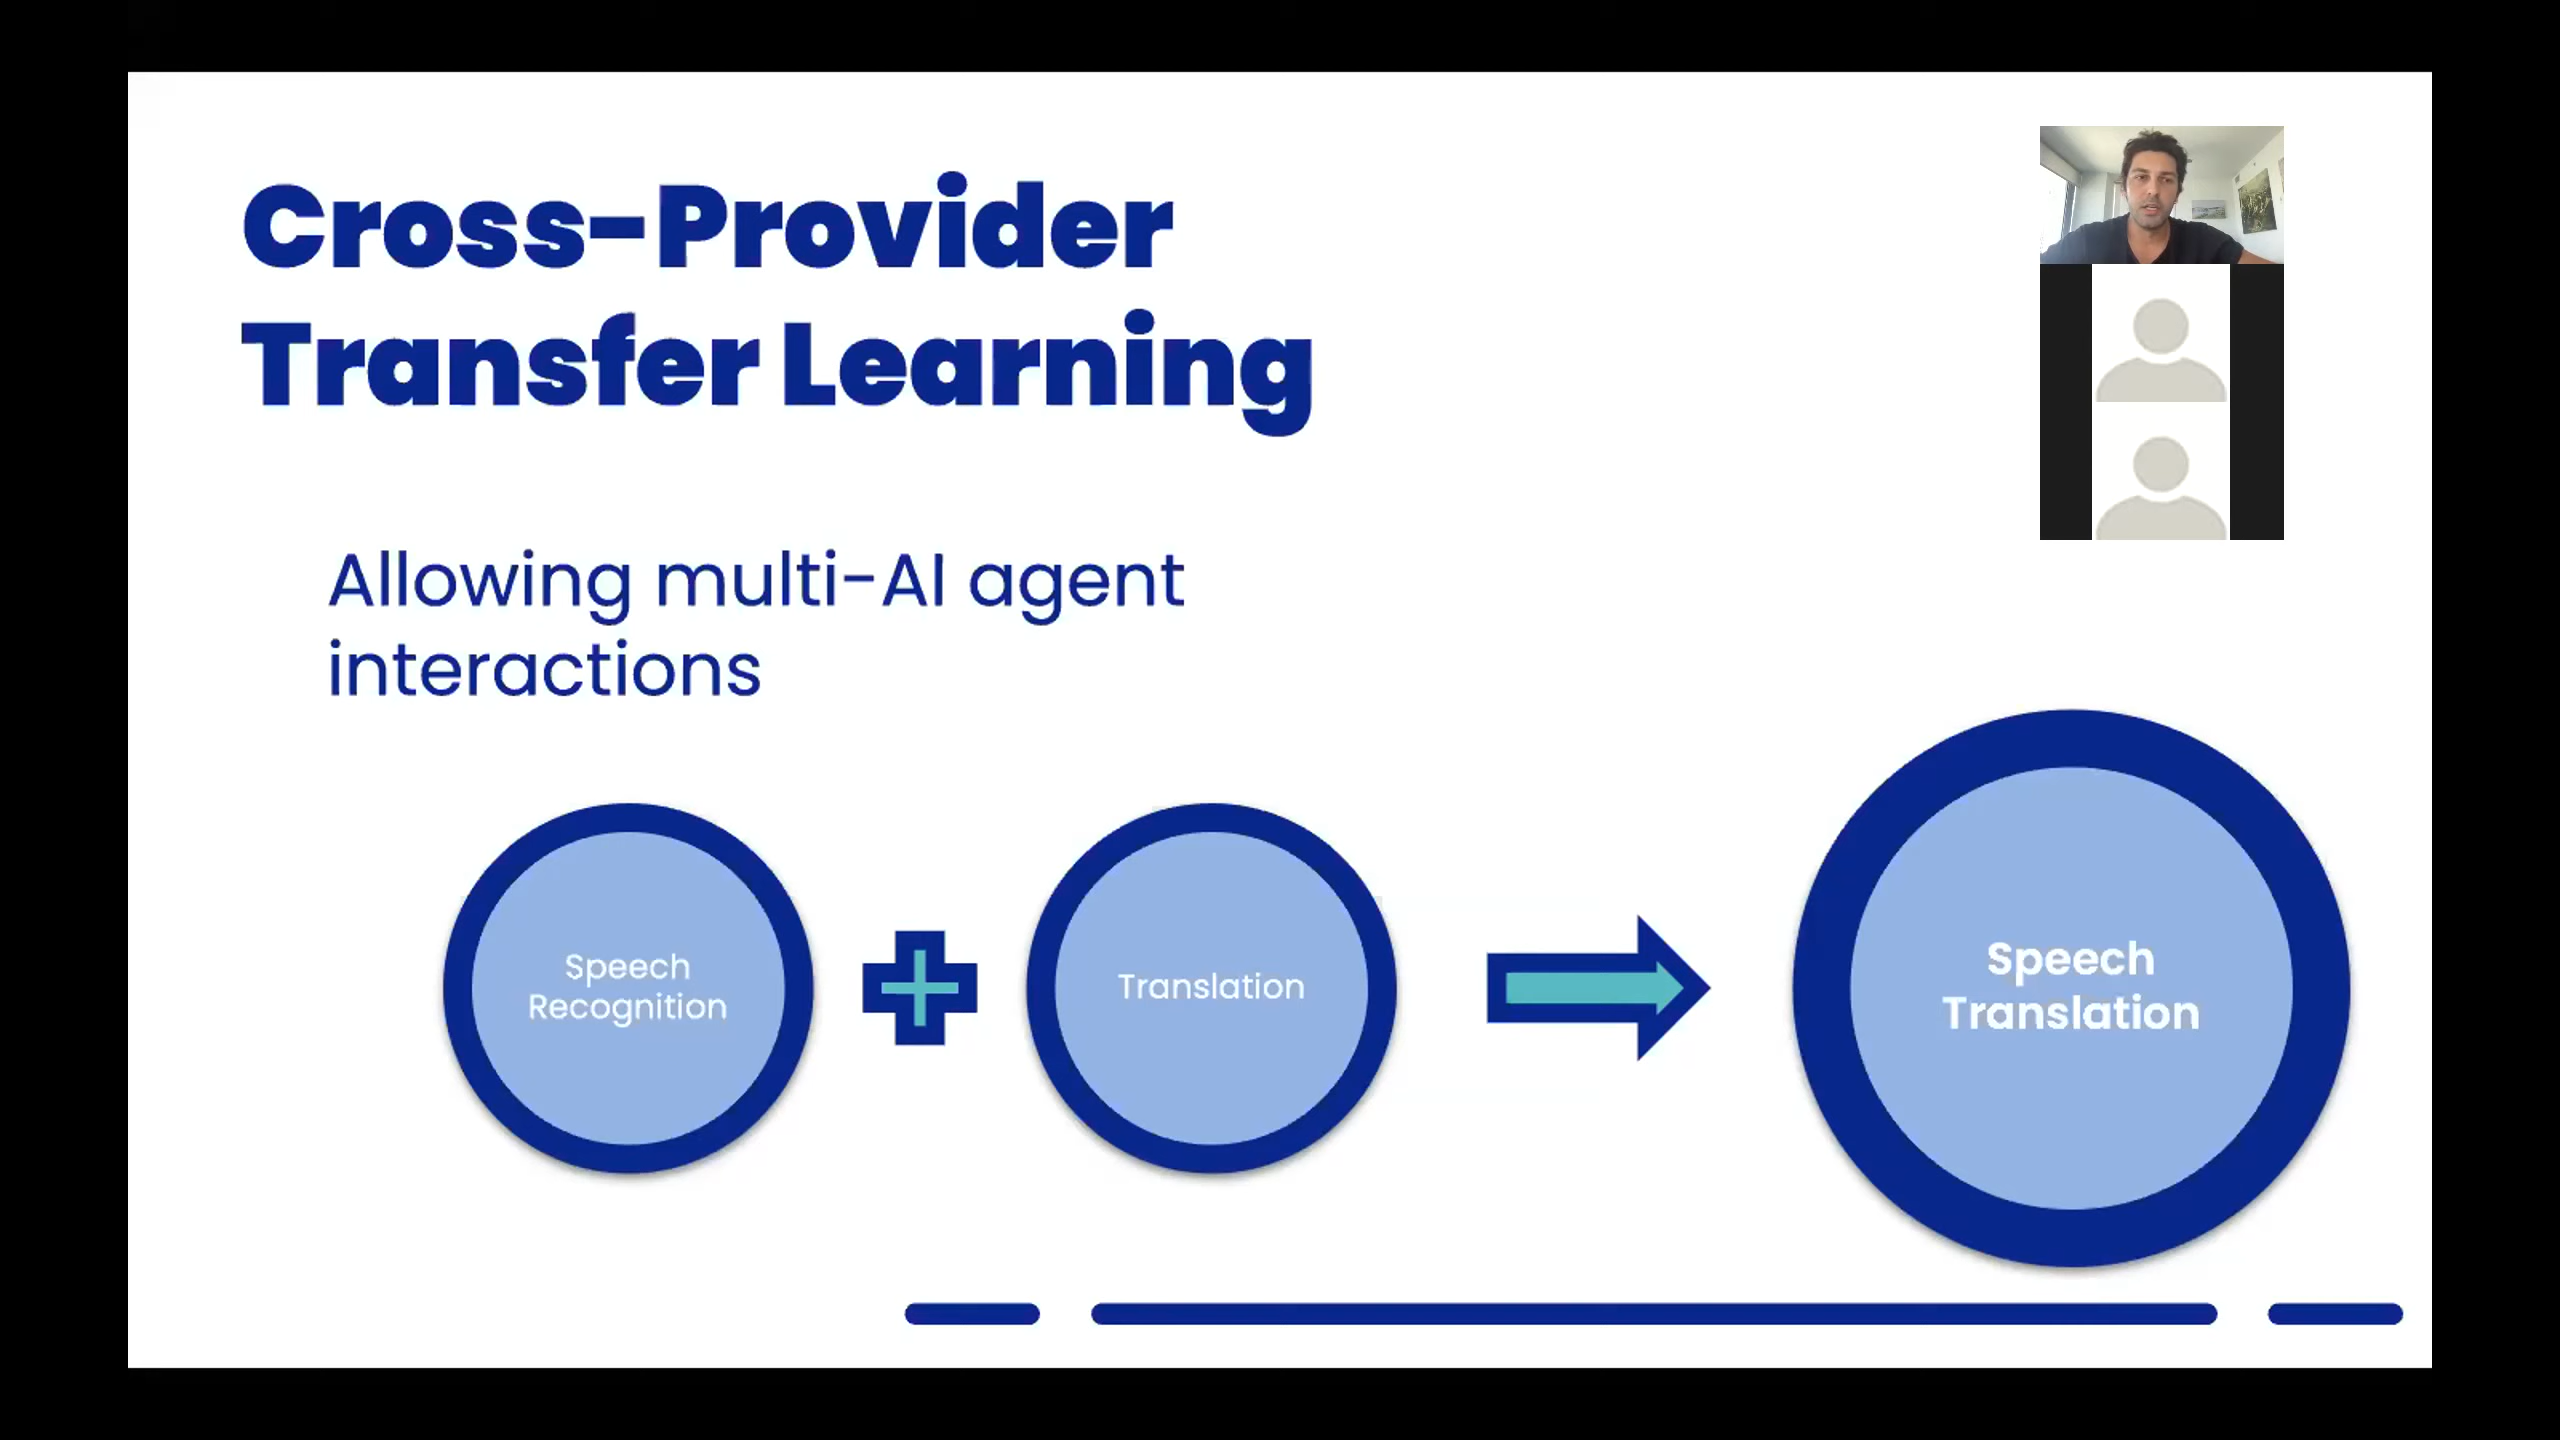 Cross-Provider
Transfer Learning
Allowing multi-AI agent
interactions
Speech
Recognition
Translation
Speech
Translation